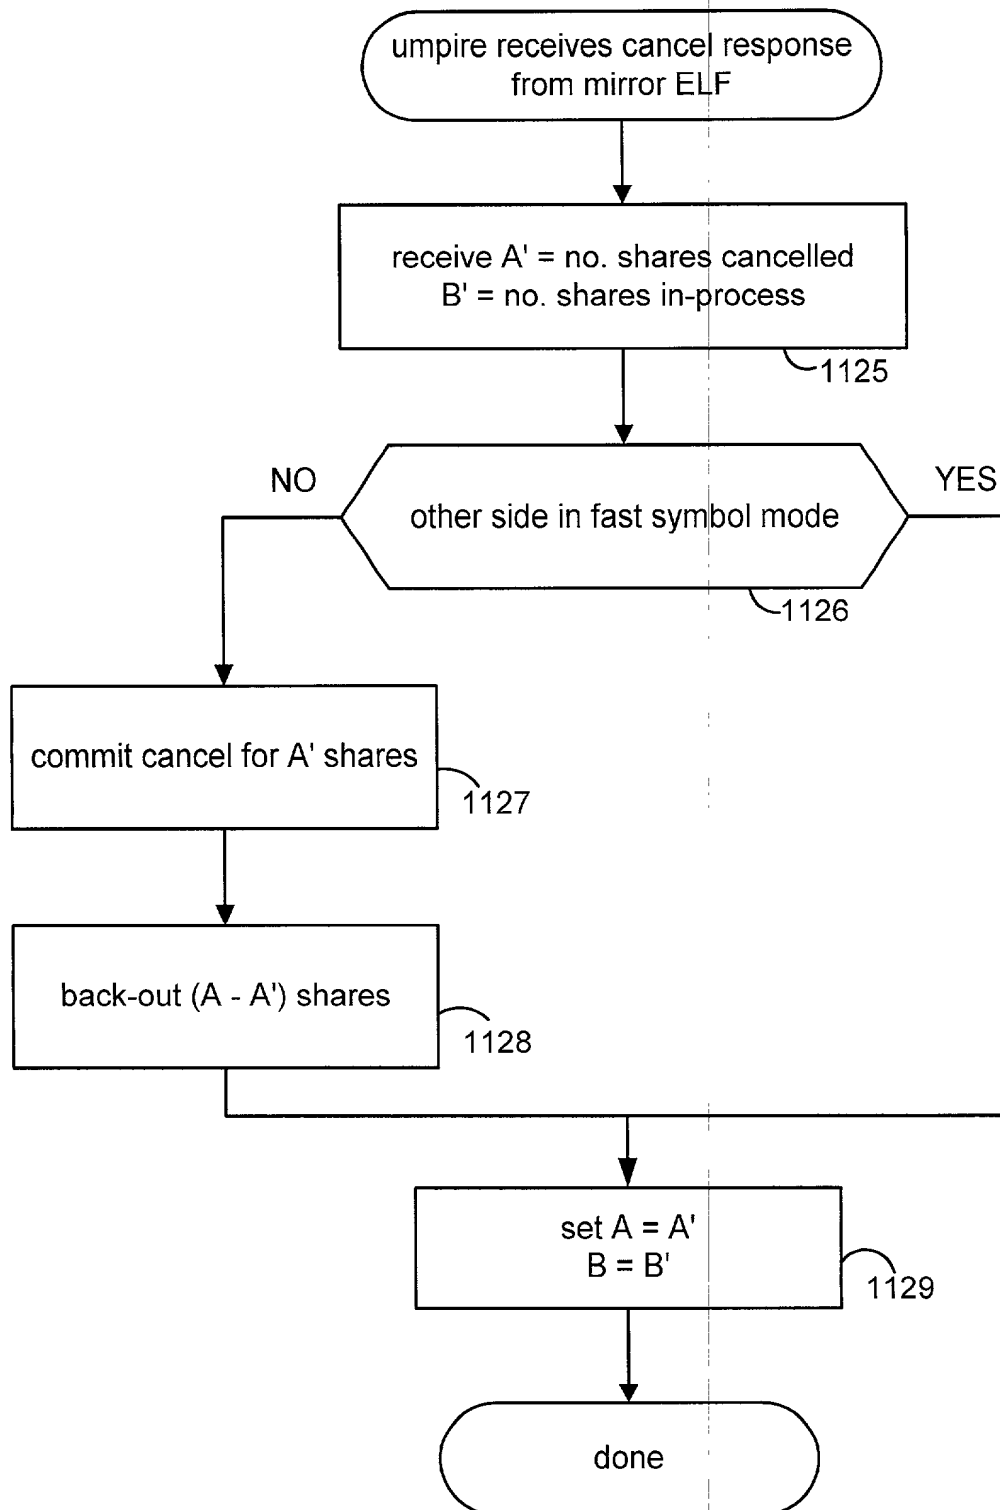 umpire receives cancel response
from mirror ELF
receive A' = no. shares cancelled
B' = no. shares in-process
1125
NO
YES
other side in fast symbol mode
1126
commit cancel for A' shares
1127
back-out (A - A') shares
1128
set A = A'
B = B'
1129
done